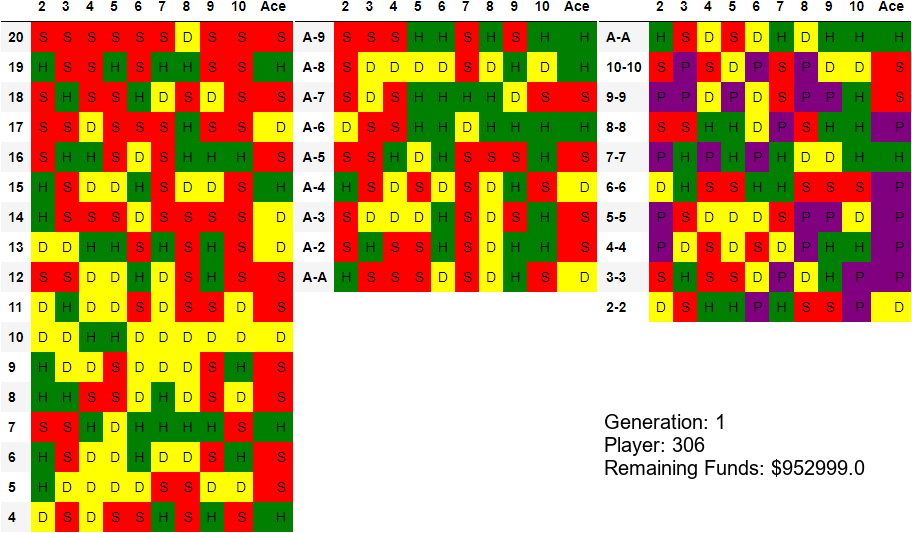 2 3 4 5 6 7 8 9 10 Ace
20 S S S S S S D S S S
19 H S S H S H H S S H
18 S H S S H D S D S S
17 S S D S S S H S S D
16 S H H S D S H H H S
15 H S D D H S D D S H
14 H S S S D S S S S D
13 D D H H S H S H S D
12 S S D D H D S H S S
11 D H D D S D S S D S
10 D D H H D D D D D D
9 H D D S D D D S H S
8 H H S S D H D S D S
7 S S H D H H H H S H
6 H S D D H D D S H S
5 H D D D D S S D D S
4 D S D S S H S H S H
2 3 4 5 6 7 8 9 10 Ace
A-9 S S S H H S H S H H
A-8 S D D D D S D H D H
A-7 S D S H H H H D S S
A-6 D S S H H D H H H H
A-5 S S H D H S S S H S
A-4 H S D S D S D H S D
A-3 S D D D H S D S H S
A-2 S H S S H S D H H S
A-A H S S S D S D H S D
2 3 4 5 6 7 8 9 10 Ace
A-A H S D S D H D H H H
10-10 S P S D P S P D D S
9-9 P P D P D S P P H S
8-8 S S H H D P S H H P
7-7 P H P H P H D D H H
6-6 D H S S H H S S S P
5-5 P S D D D S P P D P
4-4 P D S D S D P H H P
3-3 S H S S D P D H P P
2-2 D S H H P H S S P D
Generation: 1
Player: 306
Remaining Funds: $952999.0